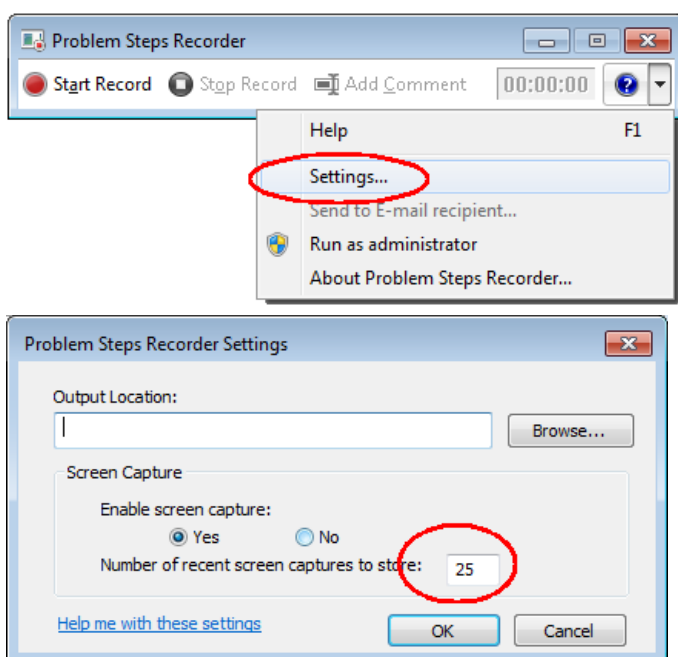 Problem Steps Recorder
Start Record Stop Record Add Comment 00:00:00
Help F1
Settings...
Send to E-mail recipient...
Run as administrator
About Problem Steps Recorder...
Problem Steps Recorder Settings
Output Location:
Browse...
Screen Capture
Enable screen capture:
Yes No
Number of recent screen captures to store: 25
Help me with these settings OK Cancel